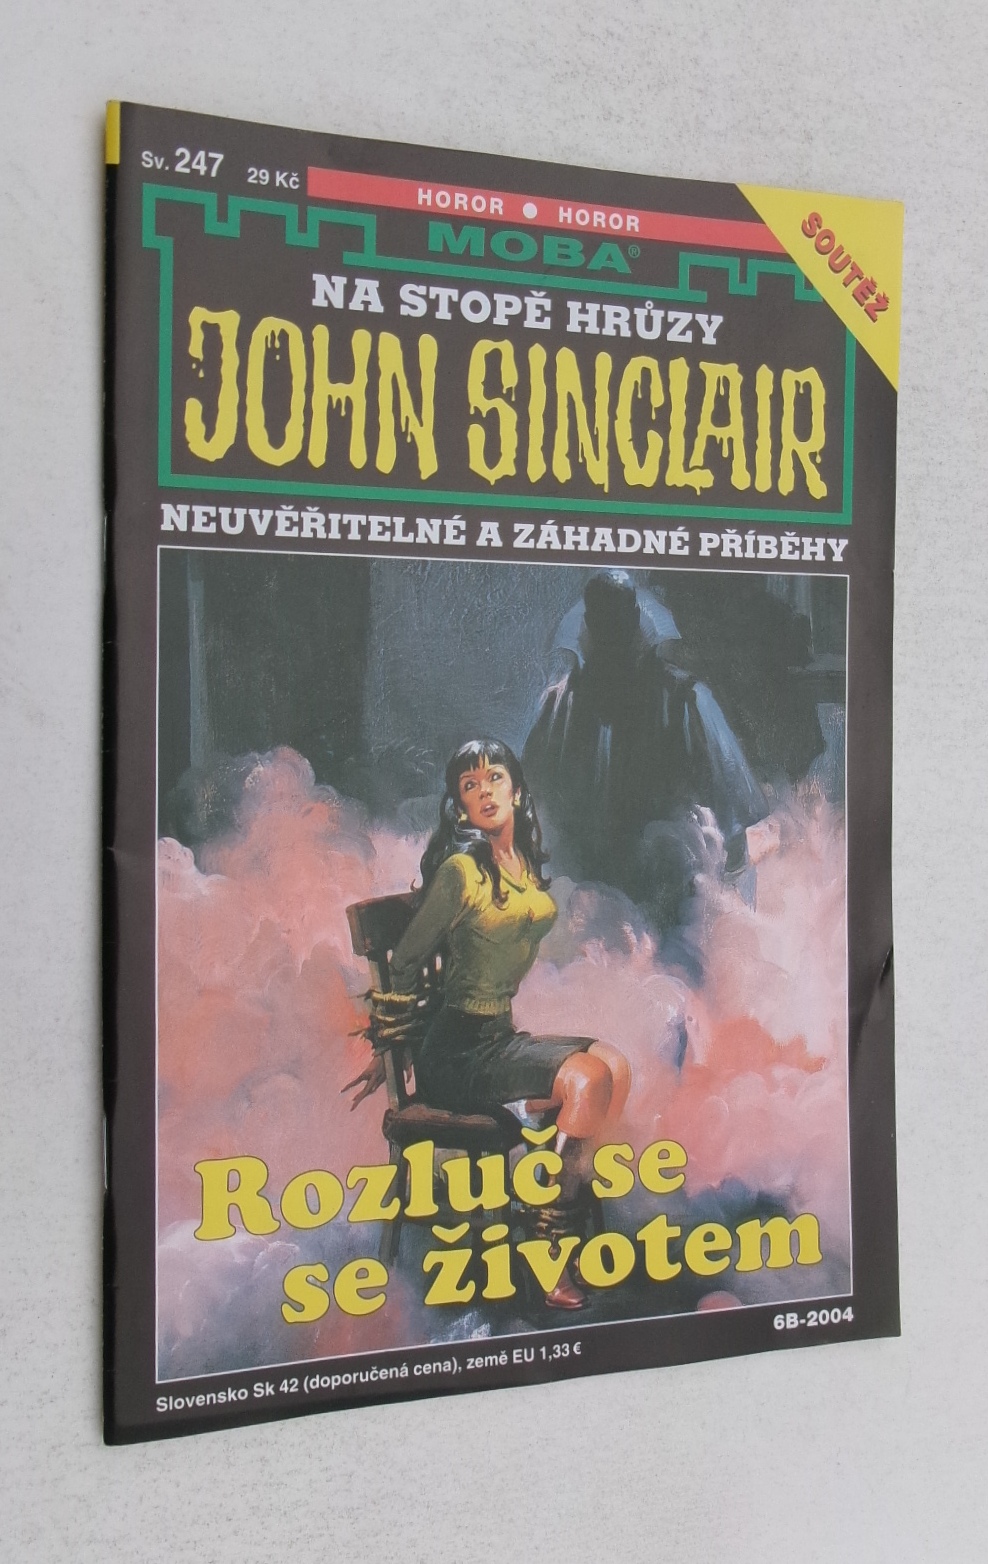 Sv. 247 29 Kč
HOROR ● HOROR
SOUTĚŽ
MOBA®
NA STOPĚ HRŮZY
JOHN SINCLAIR
NEUVĚŘITELNÉ A ZÁHADNÉ PŘÍBĚHY
Rozluč se
se životem
6B-2004
Slovensko Sk 42 (doporučená cena), země EU 1,33 €